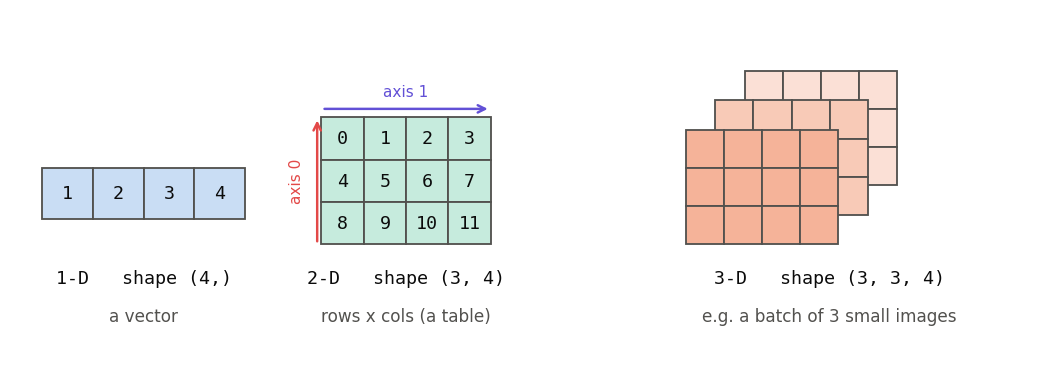 axis 1
axis 0
1 2 3 4
0 1 2 3
4 5 6 7
8 9 10 11
1-D   shape (4,)
a vector
2-D   shape (3, 4)
rows x cols (a table)
3-D   shape (3, 3, 4)
e.g. a batch of 3 small images